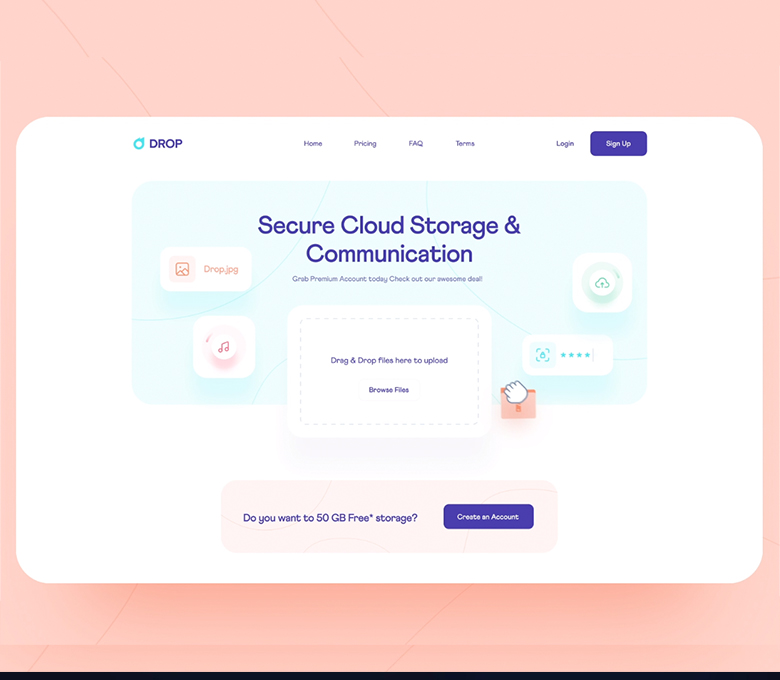 DROP
Home
Pricing
FAQ
Terms
Login
Sign Up
Secure Cloud Storage &
Communication
Grab Premium Account today Check out our awesome deal!
Drop.jpg
Drag & Drop files here to upload
Browse Files
****
Do you want to 50 GB Free* storage?
Create an Account